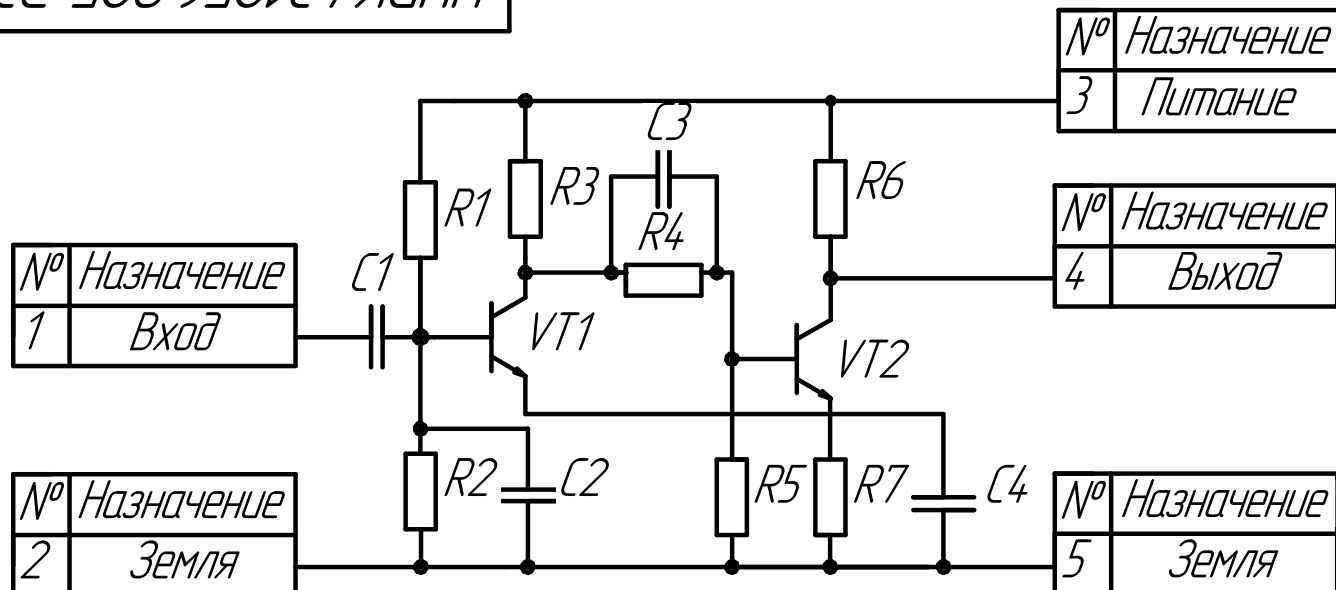 № Назначение
3 Питание
C3
R1
R3
R6
R4
№ Назначение
4 Выход
№ Назначение
1 Вход
C1
VT1
VT2
R2
C2
R5
R7
C4
№ Назначение
2 Земля
№ Назначение
5 Земля